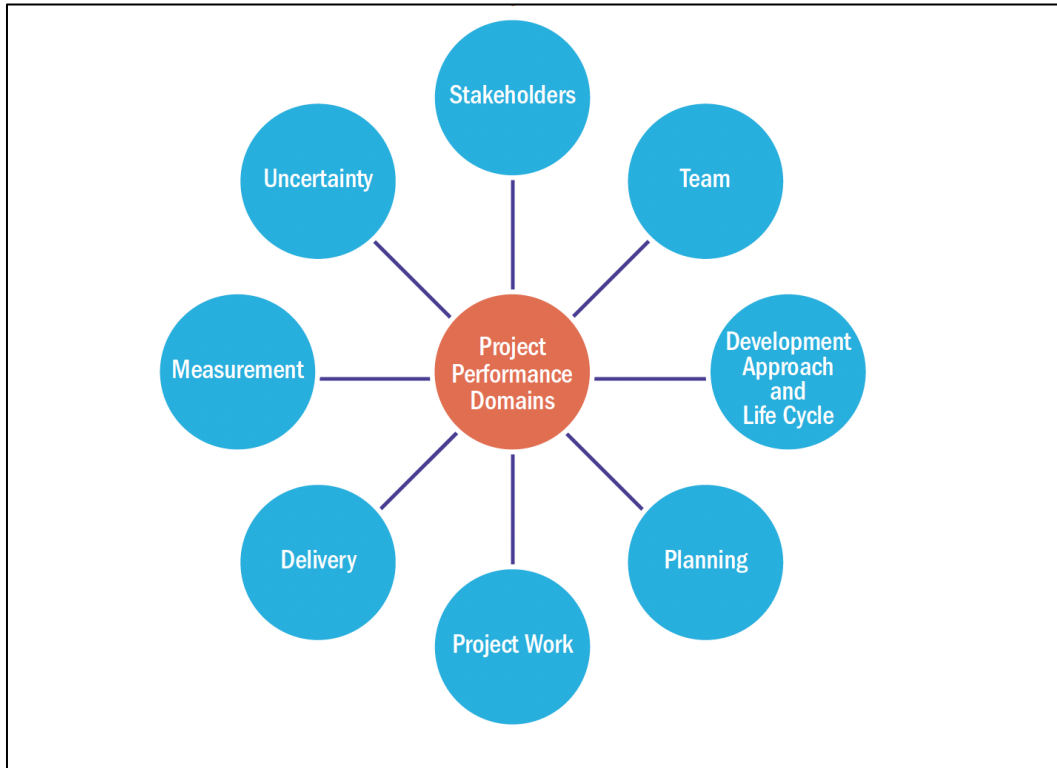 Stakeholders
Uncertainty
Team
Measurement
Project
Performance
Domains
Development
Approach
and
Life Cycle
Delivery
Planning
Project Work